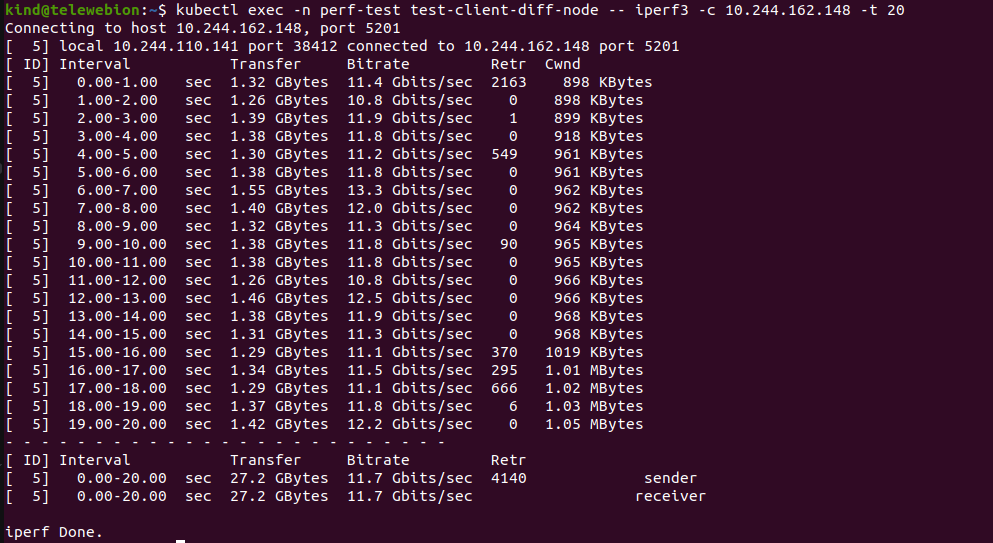 kind@telewebion:~$ kubectl exec -n perf-test test-client-diff-node -- iperf3 -c 10.244.162.148 -t 20
Connecting to host 10.244.162.148, port 5201
[  5] local 10.244.110.141 port 38412 connected to 10.244.162.148 port 5201
[ ID] Interval           Transfer     Bitrate         Retr  Cwnd
[  5]   0.00-1.00   sec  1.32 GBytes  11.4 Gbits/sec  2163    898 KBytes
[  5]   1.00-2.00   sec  1.26 GBytes  10.8 Gbits/sec    0    898 KBytes
[  5]   2.00-3.00   sec  1.39 GBytes  11.9 Gbits/sec    1    899 KBytes
[  5]   3.00-4.00   sec  1.38 GBytes  11.8 Gbits/sec    0    918 KBytes
[  5]   4.00-5.00   sec  1.30 GBytes  11.2 Gbits/sec  549    961 KBytes
[  5]   5.00-6.00   sec  1.38 GBytes  11.8 Gbits/sec    0    961 KBytes
[  5]   6.00-7.00   sec  1.55 GBytes  13.3 Gbits/sec    0    962 KBytes
[  5]   7.00-8.00   sec  1.40 GBytes  12.0 Gbits/sec    0    962 KBytes
[  5]   8.00-9.00   sec  1.32 GBytes  11.3 Gbits/sec    0    964 KBytes
[  5]   9.00-10.00  sec  1.38 GBytes  11.8 Gbits/sec   90    965 KBytes
[  5]  10.00-11.00  sec  1.38 GBytes  11.8 Gbits/sec    0    965 KBytes
[  5]  11.00-12.00  sec  1.26 GBytes  10.8 Gbits/sec    0    966 KBytes
[  5]  12.00-13.00  sec  1.46 GBytes  12.5 Gbits/sec    0    966 KBytes
[  5]  13.00-14.00  sec  1.38 GBytes  11.9 Gbits/sec    0    968 KBytes
[  5]  14.00-15.00  sec  1.31 GBytes  11.3 Gbits/sec    0    968 KBytes
[  5]  15.00-16.00  sec  1.29 GBytes  11.1 Gbits/sec  370   1019 KBytes
[  5]  16.00-17.00  sec  1.34 GBytes  11.5 Gbits/sec  295   1.01 MBytes
[  5]  17.00-18.00  sec  1.29 GBytes  11.1 Gbits/sec  666   1.02 MBytes
[  5]  18.00-19.00  sec  1.37 GBytes  11.8 Gbits/sec    6   1.03 MBytes
[  5]  19.00-20.00  sec  1.42 GBytes  12.2 Gbits/sec    0   1.05 MBytes
- - - - - - - - - - - - - - - - - - - - - - - - -
[ ID] Interval           Transfer     Bitrate         Retr
[  5]   0.00-20.00  sec  27.2 GBytes  11.7 Gbits/sec  4140             sender
[  5]   0.00-20.00  sec  27.2 GBytes  11.7 Gbits/sec                  receiver
iperf Done.